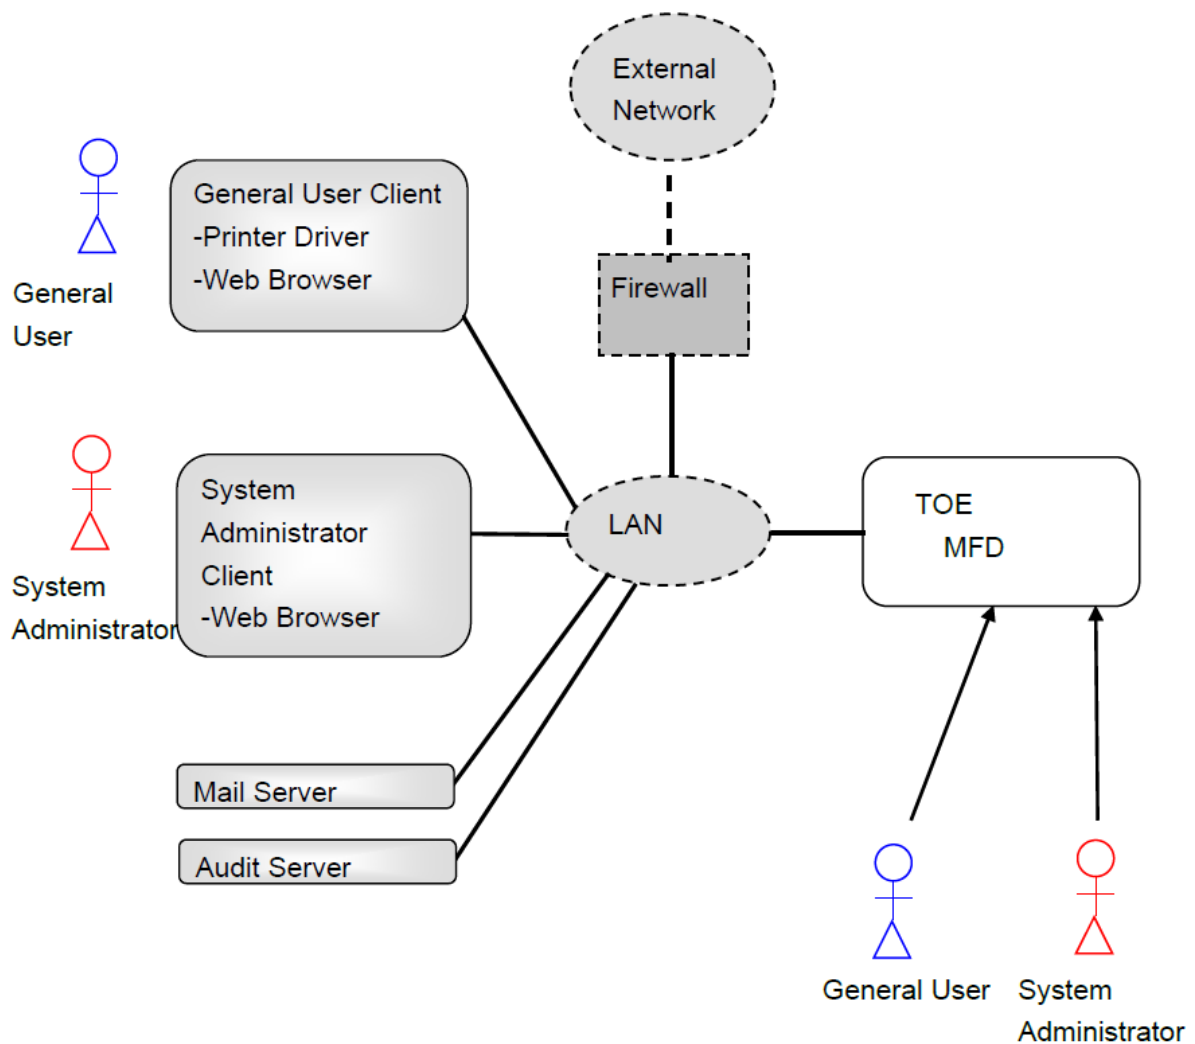 External
Network
General User Client
-Printer Driver
-Web Browser
General
User
Firewall
System
Administrator
Client
-Web Browser
System
Administrator
LAN
TOE
MFD
Mail Server
Audit Server
General User
System
Administrator